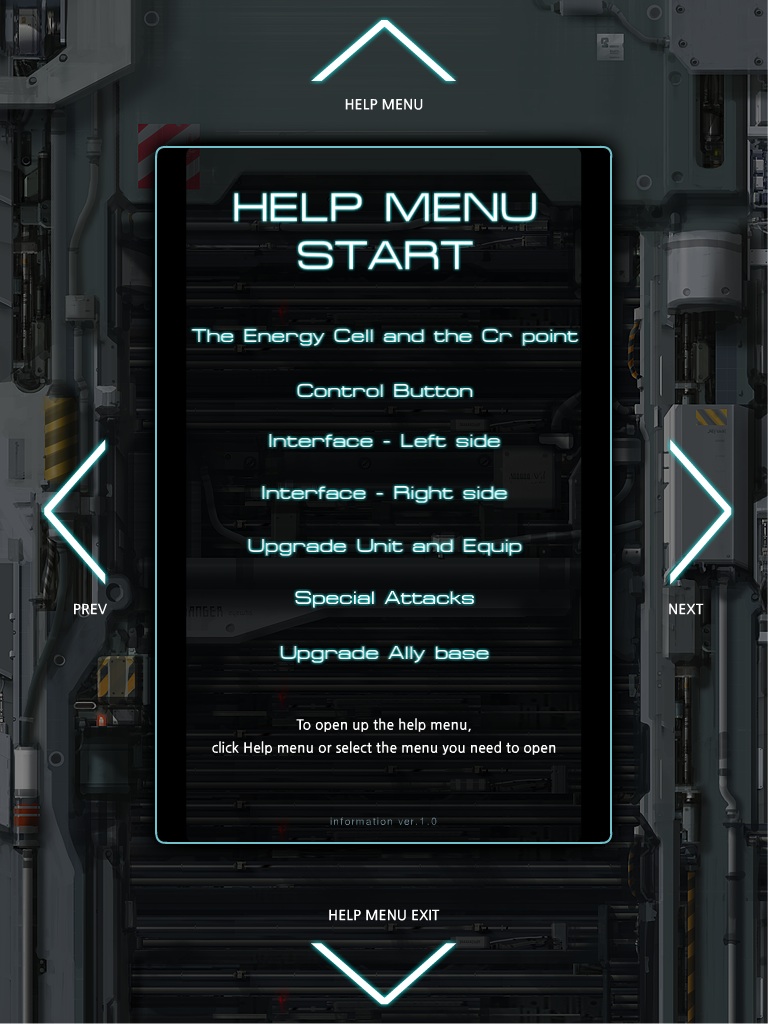 HELP MENU
HELP MENU
START
The Energy Cell and the Cr point
Control Button
Interface - Left side
Interface - Right side
Upgrade Unit and Equip
Special Attacks
Upgrade Ally base
PREV
NEXT
To open up the help menu,
click Help menu or select the menu you need to open
information ver.1.0
HELP MENU EXIT